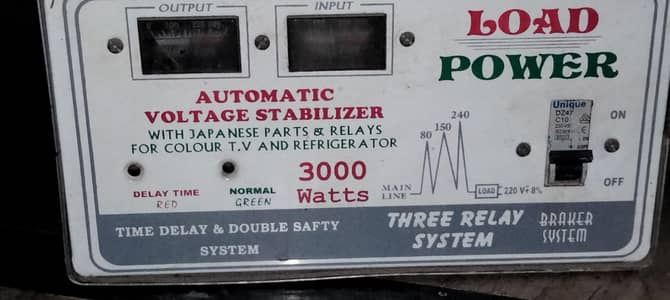 OUTPUT
INPUT
LOAD
POWER
AUTOMATIC
VOLTAGE STABILIZER
WITH JAPANESE PARTS & RELAYS
FOR COLOUR T.V AND REFRIGERATOR
3000
Watts
DELAY TIME
RED
NORMAL
GREEN
80
150
240
MAIN
LINE
LOAD
220 V+ 8%
Unique
DZ47
C10
ON
OFF
TIME DELAY & DOUBLE SAFTY
SYSTEM
THREE RELAY
SYSTEM
BRAKER
SYSTEM